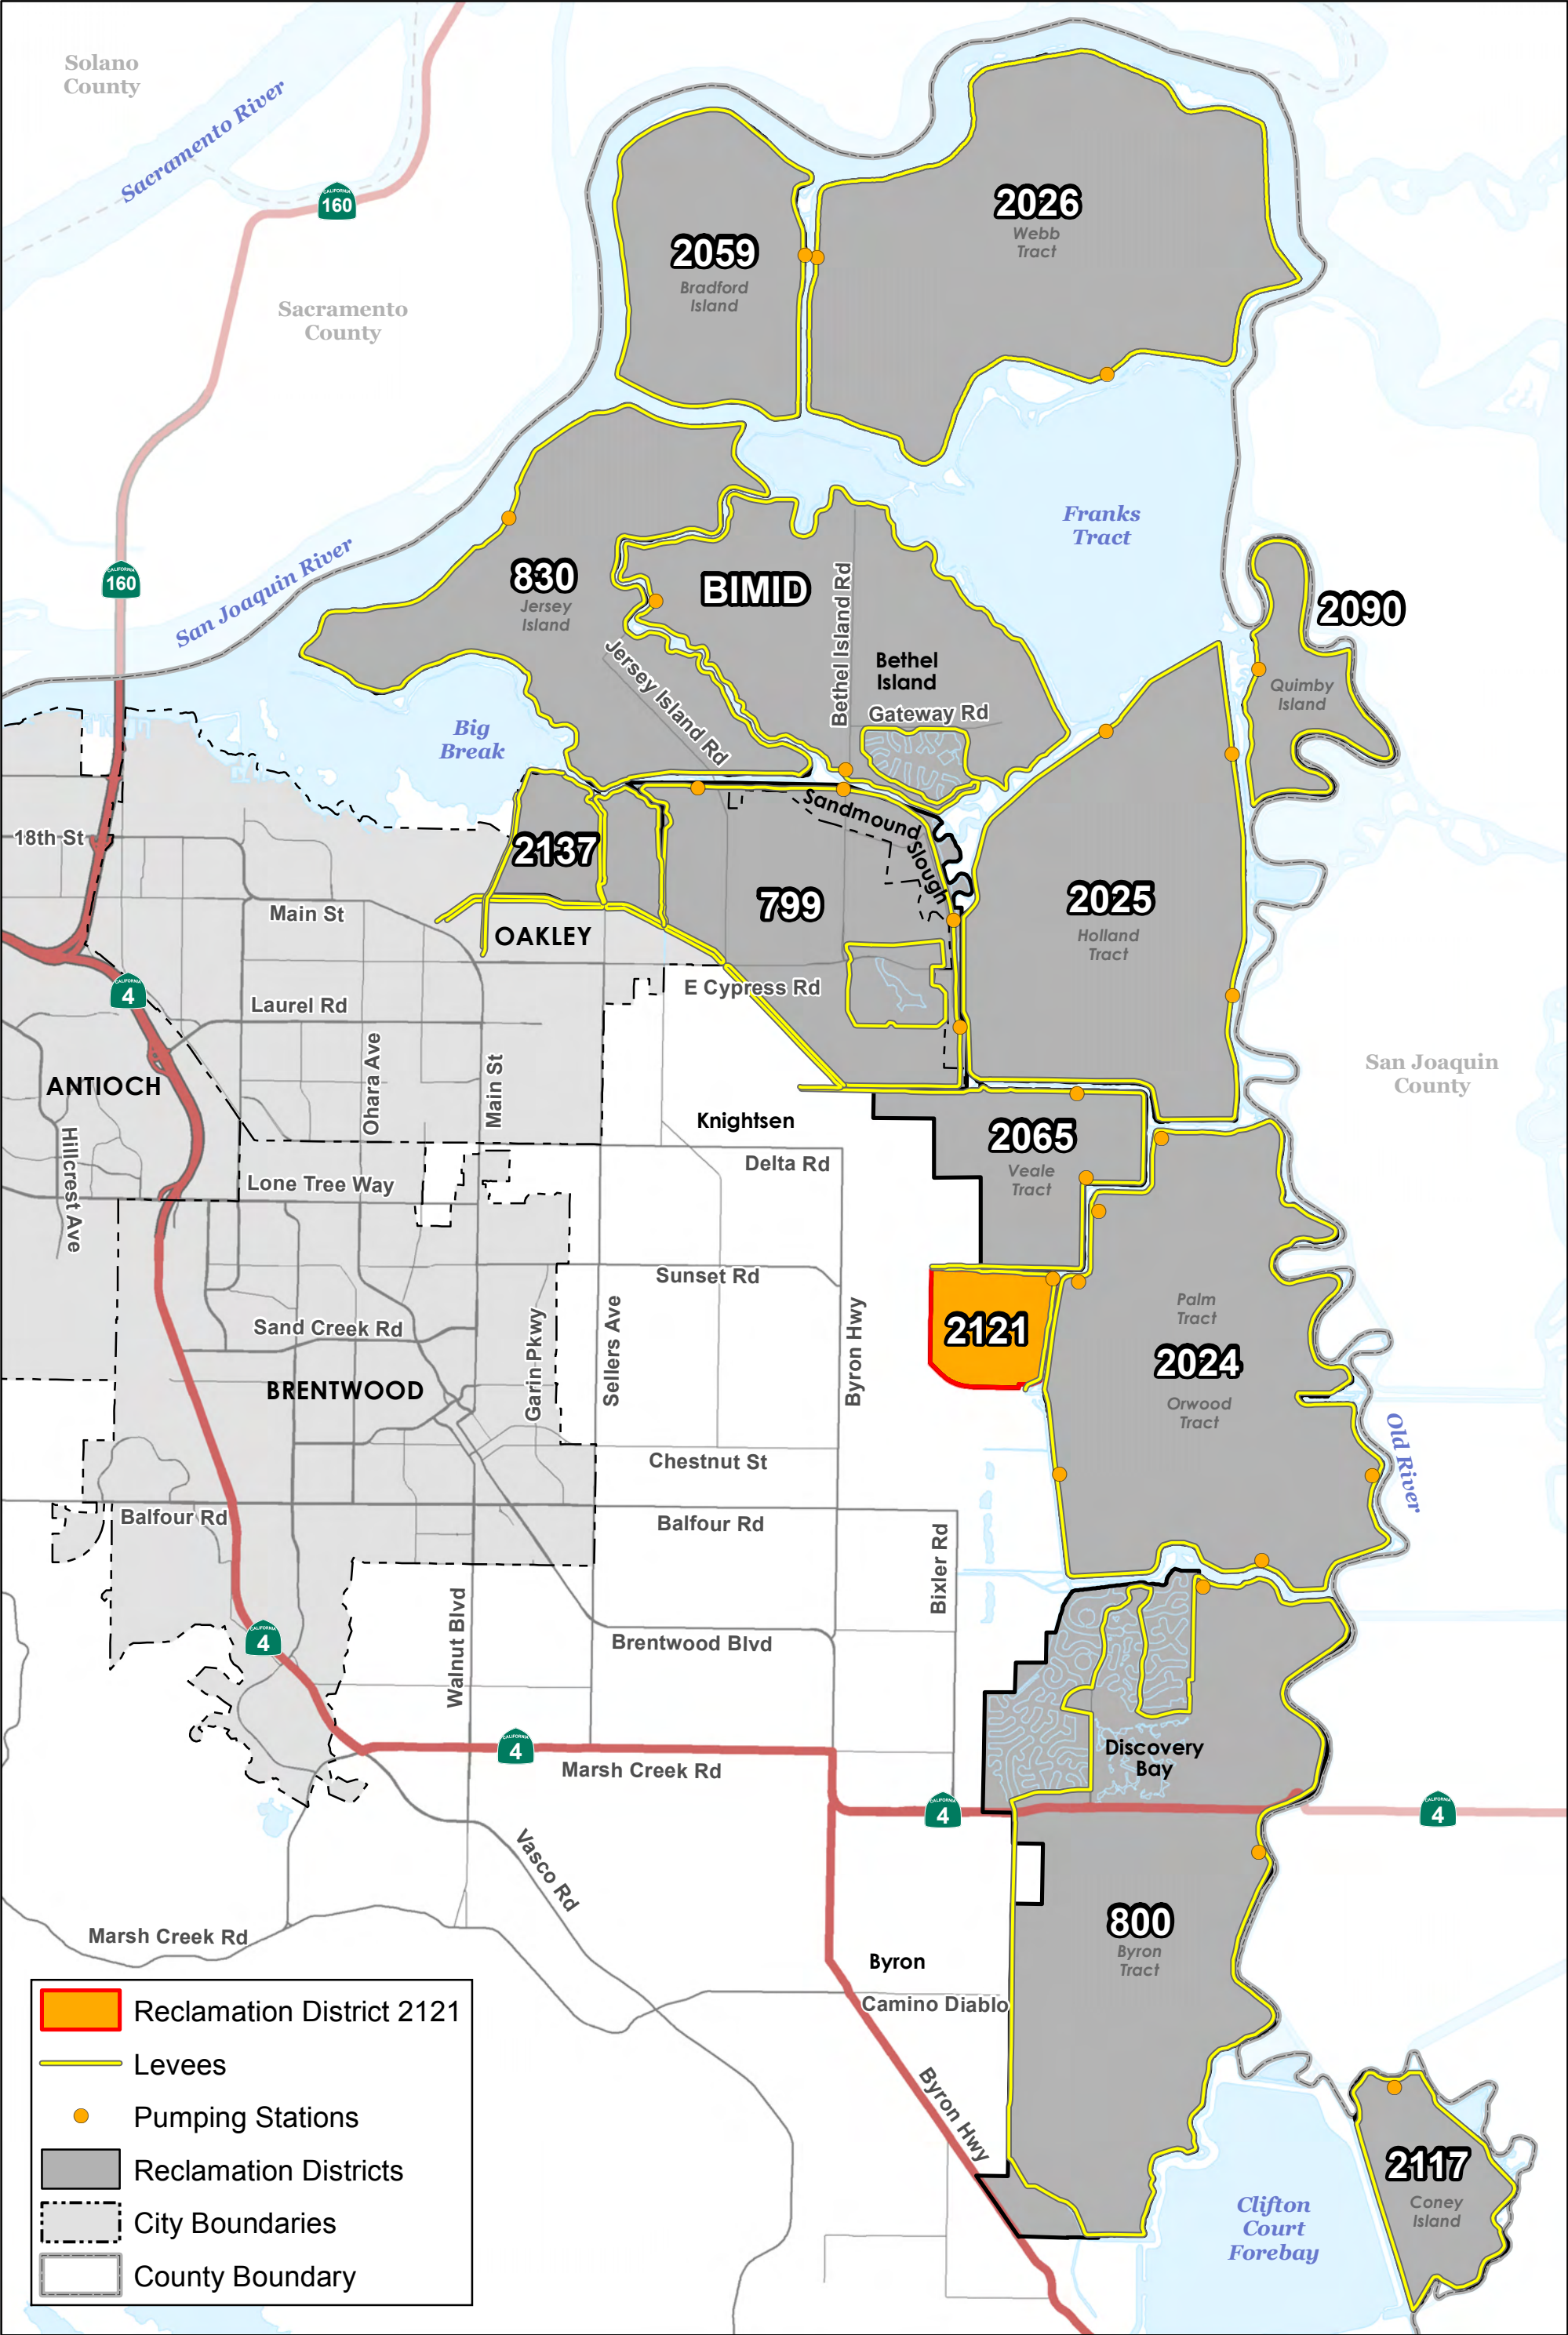 Solano
County
Sacramento River
CALIFORNIA
160
2026
Webb
Tract
2059
Bradford
Island
Sacramento
County
Franks
Tract
CALIFORNIA
160
San Joaquin River
830
Jersey
Island
BIMID
Bethel Island Rd
2090
Jersey Island Rd
Bethel
Island
Quimby
Island
Gateway Rd
Big
Break
Sandmound
Slough
18th St
2137
799
2025
Holland
Tract
Main St
OAKLEY
E Cypress Rd
CALIFORNIA
4
Laurel Rd
Ohara Ave
Main St
ANTIOCH
San Joaquin
County
Knightsen
2065
Veale
Tract
Hillcrest Ave
Delta Rd
Lone Tree Way
Sunset Rd
Palm
Tract
2121
2024
Orwood
Tract
Sand Creek Rd
Garin Pkwy
Sellers Ave
Byron Hwy
BRENTWOOD
Old River
Chestnut St
Balfour Rd
Balfour Rd
Bixler Rd
Walnut Blvd
CALIFORNIA
4
Brentwood Blvd
CALIFORNIA
4
Marsh Creek Rd
Discovery
Bay
CALIFORNIA
4
CALIFORNIA
4
Vasco Rd
Marsh Creek Rd
800
Byron
Tract
Byron
Camino Diablo
Byron Hwy
2117
Coney
Island
Clifton
Court
Forebay
Reclamation District 2121
Levees
Pumping Stations
Reclamation Districts
City Boundaries
County Boundary